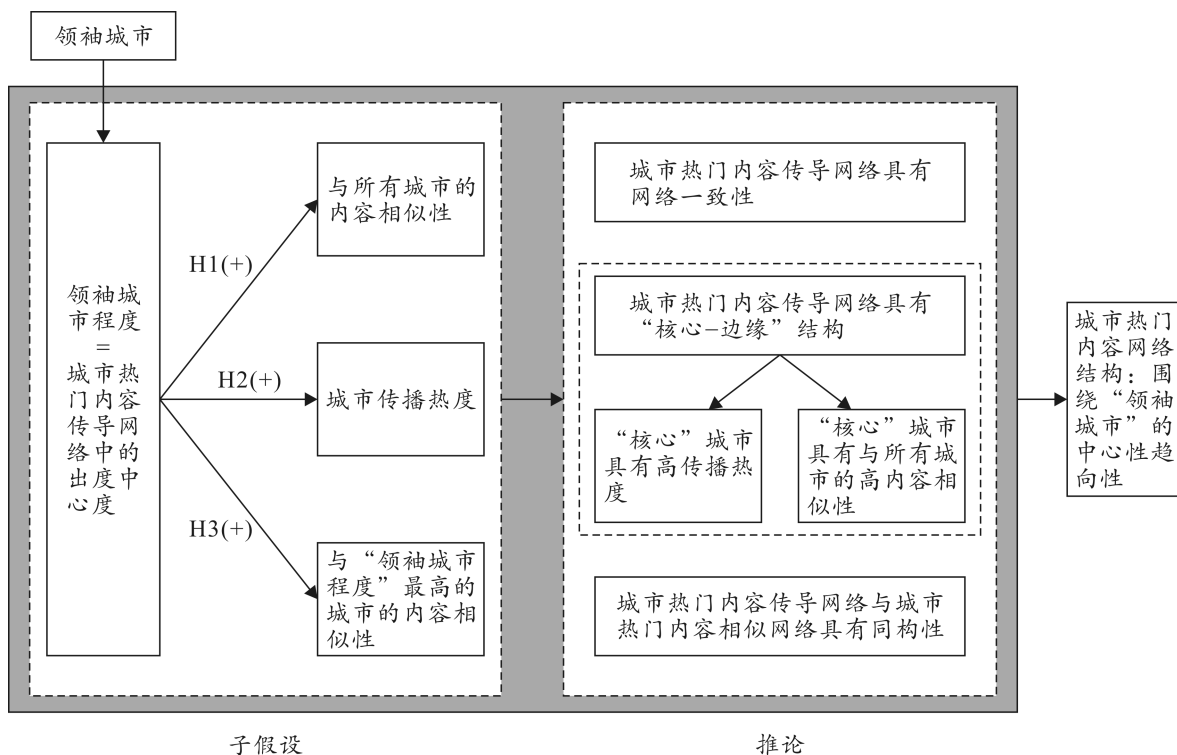 领袖城市
领袖城
市程度
=
城市热
门内容
传导网
络中的
出度中
心度
H1(+)
H2(+)
H3(+)
与所有城市的
内容相似性
城市传播热度
与“领袖城市
程度”最高的
城市的内容相
似性
城市热门内容传导网络具有
网络一致性
城市热门内容传导网络具有
“核心–边缘”结构
“核心”城市
具有高传播热
度
“核心”城市
具有与所有城
市的高内容相
似性
城市热门内容传导网络与城市
热门内容相似网络具有同构性
城市热门
内容网络
结构：围
绕“领袖
城市”的
中心性趋
向性
子假设
推论